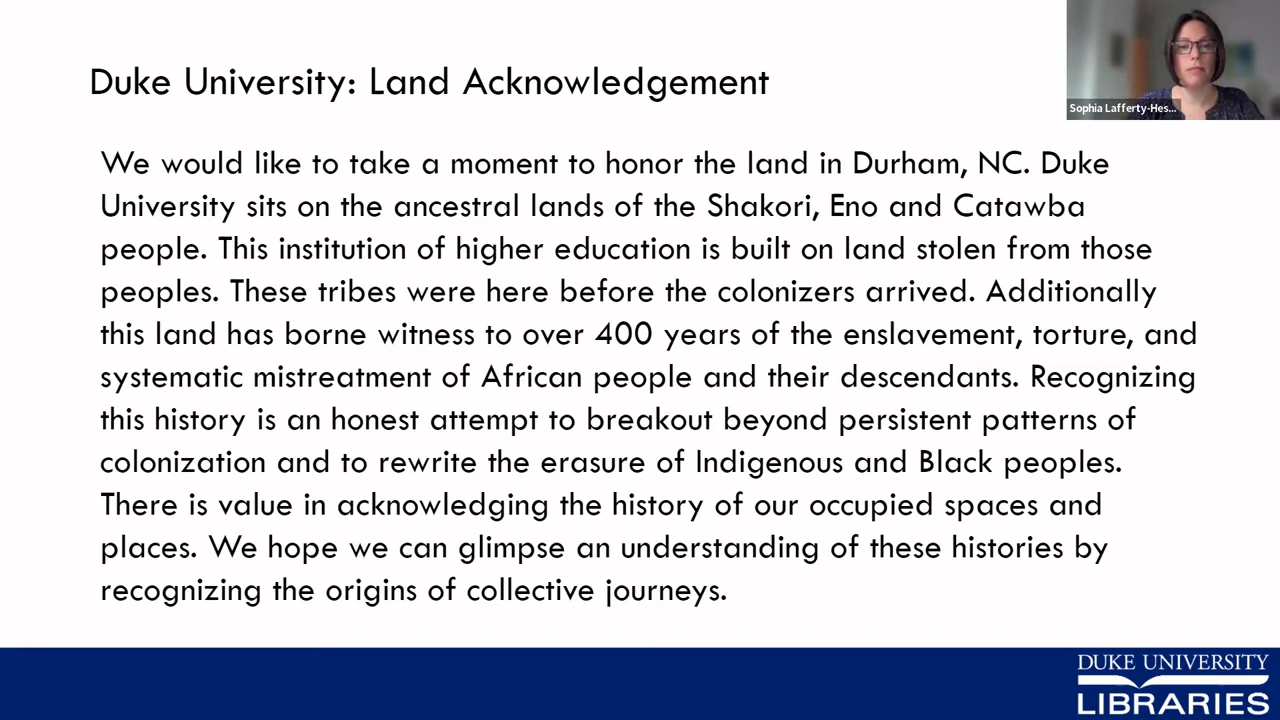 Duke University: Land Acknowledgement
Sophia Lafferty-Hes...
We would like to take a moment to honor the land in Durham, NC. Duke
University sits on the ancestral lands of the Shakori, Eno and Catawba
people. This institution of higher education is built on land stolen from those
peoples. These tribes were here before the colonizers arrived. Additionally
this land has borne witness to over 400 years of the enslavement, torture, and
systematic mistreatment of African people and their descendants. Recognizing
this history is an honest attempt to breakout beyond persistent patterns of
colonization and to rewrite the erasure of Indigenous and Black peoples.
There is value in acknowledging the history of our occupied spaces and
places. We hope we can glimpse an understanding of these histories by
recognizing the origins of collective journeys.
DUKE UNIVERSITY
LIBRARIES